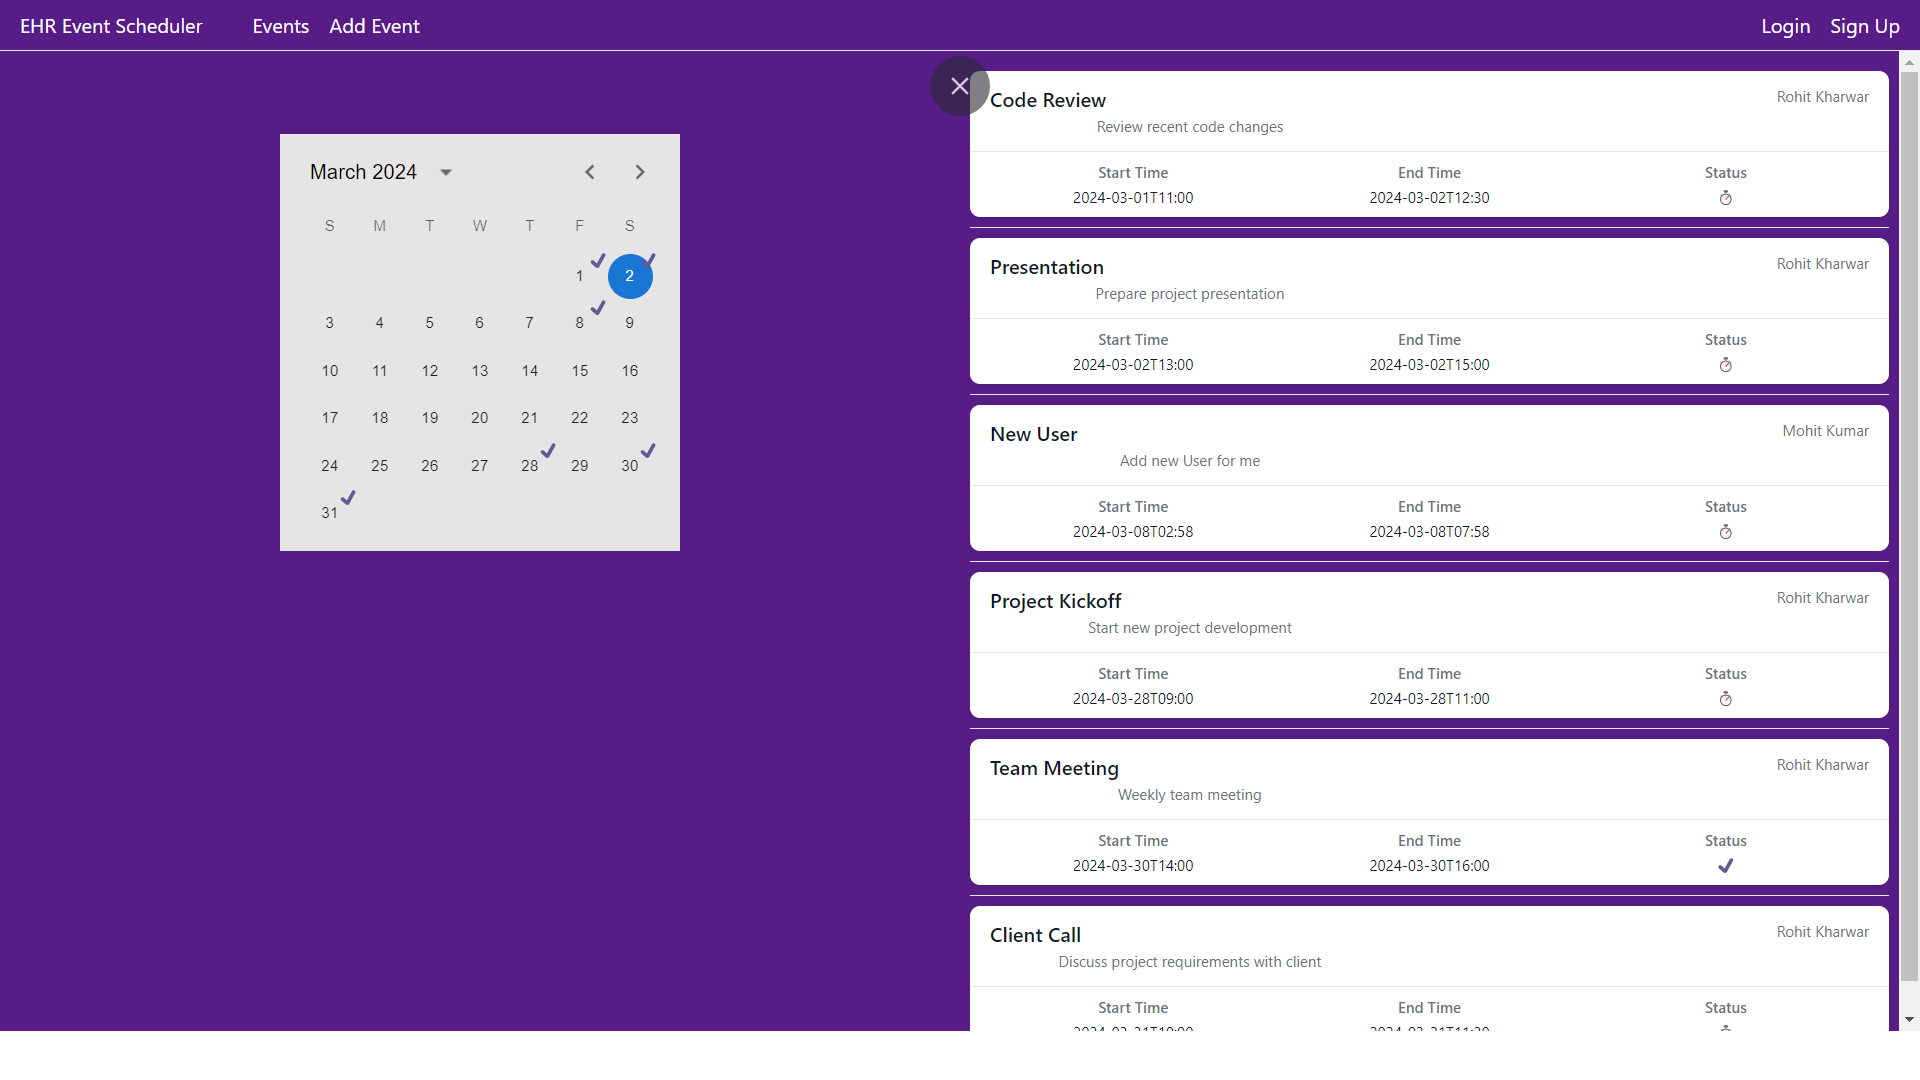 EHR Event Scheduler Events Add Event Login Sign Up
March 2024
S M T W T F S
1 2
3 4 5 6 7 8 9
10 11 12 13 14 15 16
17 18 19 20 21 22 23
24 25 26 27 28 29 30
31
Code Review Rohit Kharwar
Review recent code changes
Start Time End Time Status
2024-03-01T11:00 2024-03-02T12:30
Presentation Rohit Kharwar
Prepare project presentation
Start Time End Time Status
2024-03-02T13:00 2024-03-02T15:00
New User Mohit Kumar
Add new User for me
Start Time End Time Status
2024-03-08T02:58 2024-03-08T07:58
Project Kickoff Rohit Kharwar
Start new project development
Start Time End Time Status
2024-03-28T09:00 2024-03-28T11:00
Team Meeting Rohit Kharwar
Weekly team meeting
Start Time End Time Status
2024-03-30T14:00 2024-03-30T16:00
Client Call Rohit Kharwar
Discuss project requirements with client
Start Time End Time Status